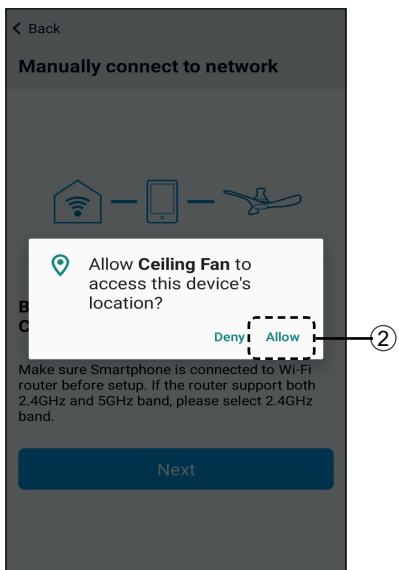 Back
Manually connect to network
Allow Ceiling Fan to
access this device's
location?
Deny Allow
2
B
C
Make sure Smartphone is connected to Wi-Fi
router before setup. If the router support both
2.4GHz and 5GHz band, please select 2.4GHz
band.
Next